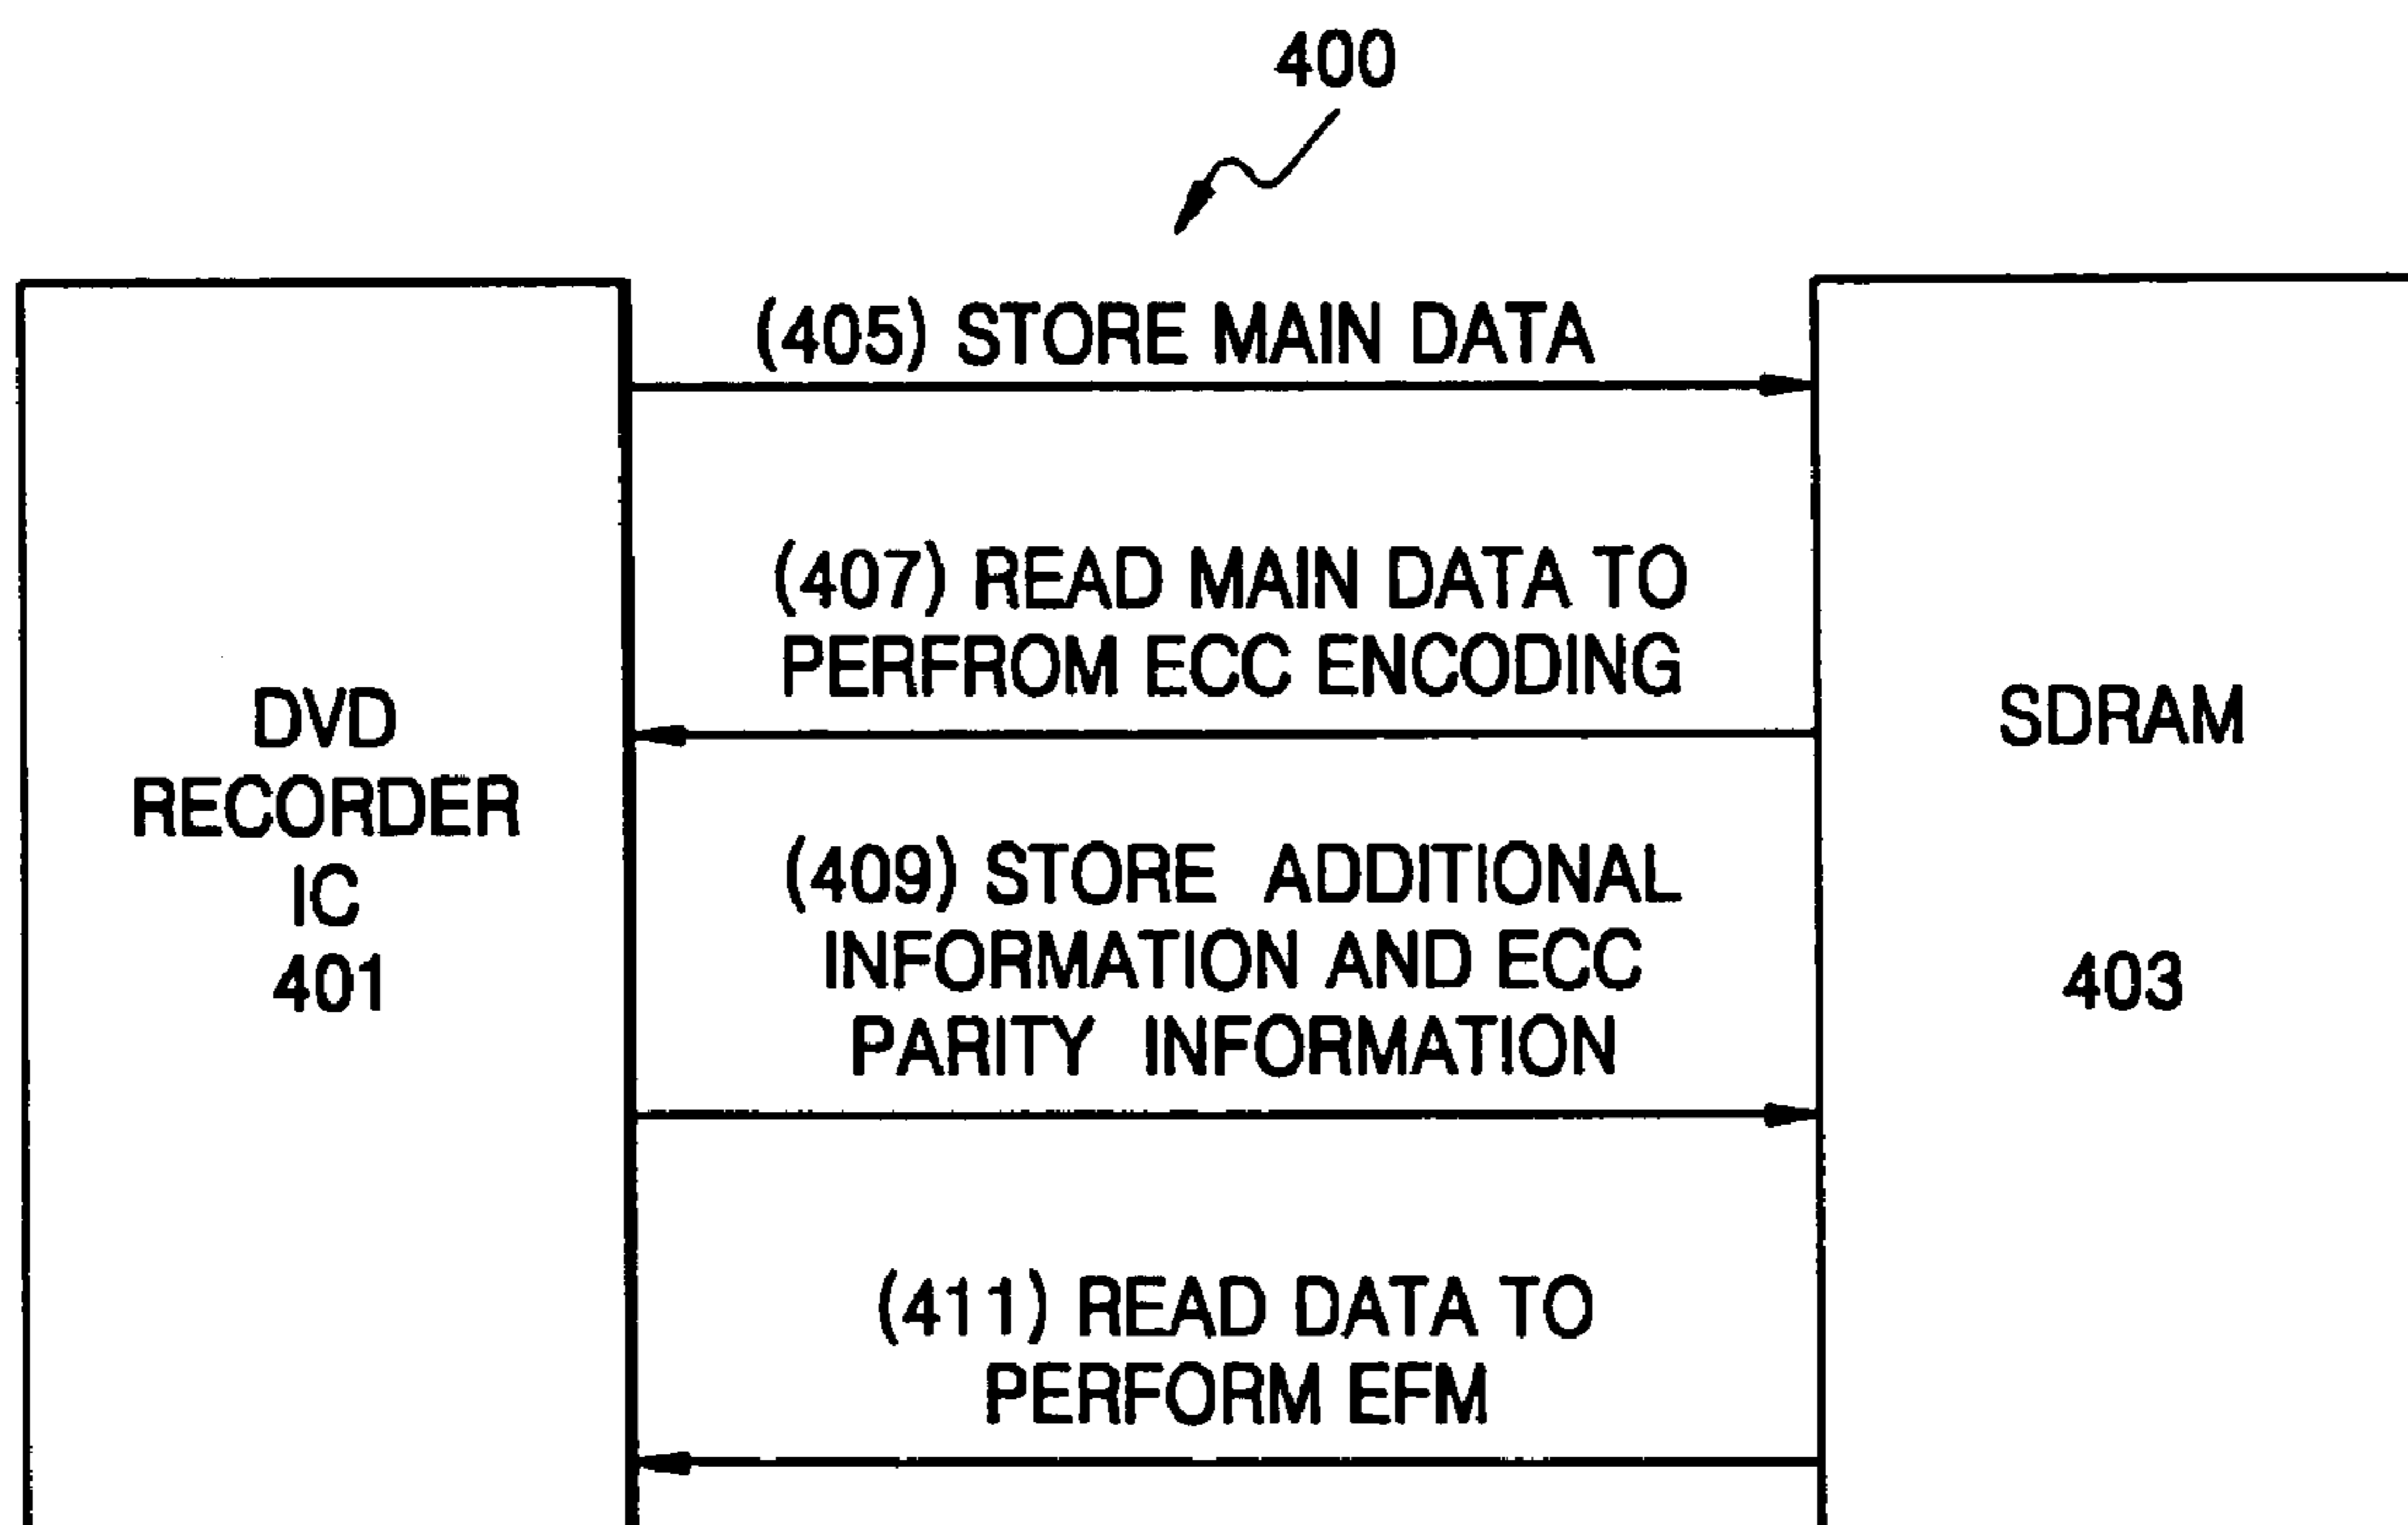 400
(405) STORE MAIN DATA
(407) READ MAIN DATA TO
PERFROM ECC ENCODING
DVD
RECORDER
IC
401
(409) STORE ADDITIONAL
INFORMATION AND ECC
PARITY INFORMATION
SDRAM
403
(411) READ DATA TO
PERFORM EFM